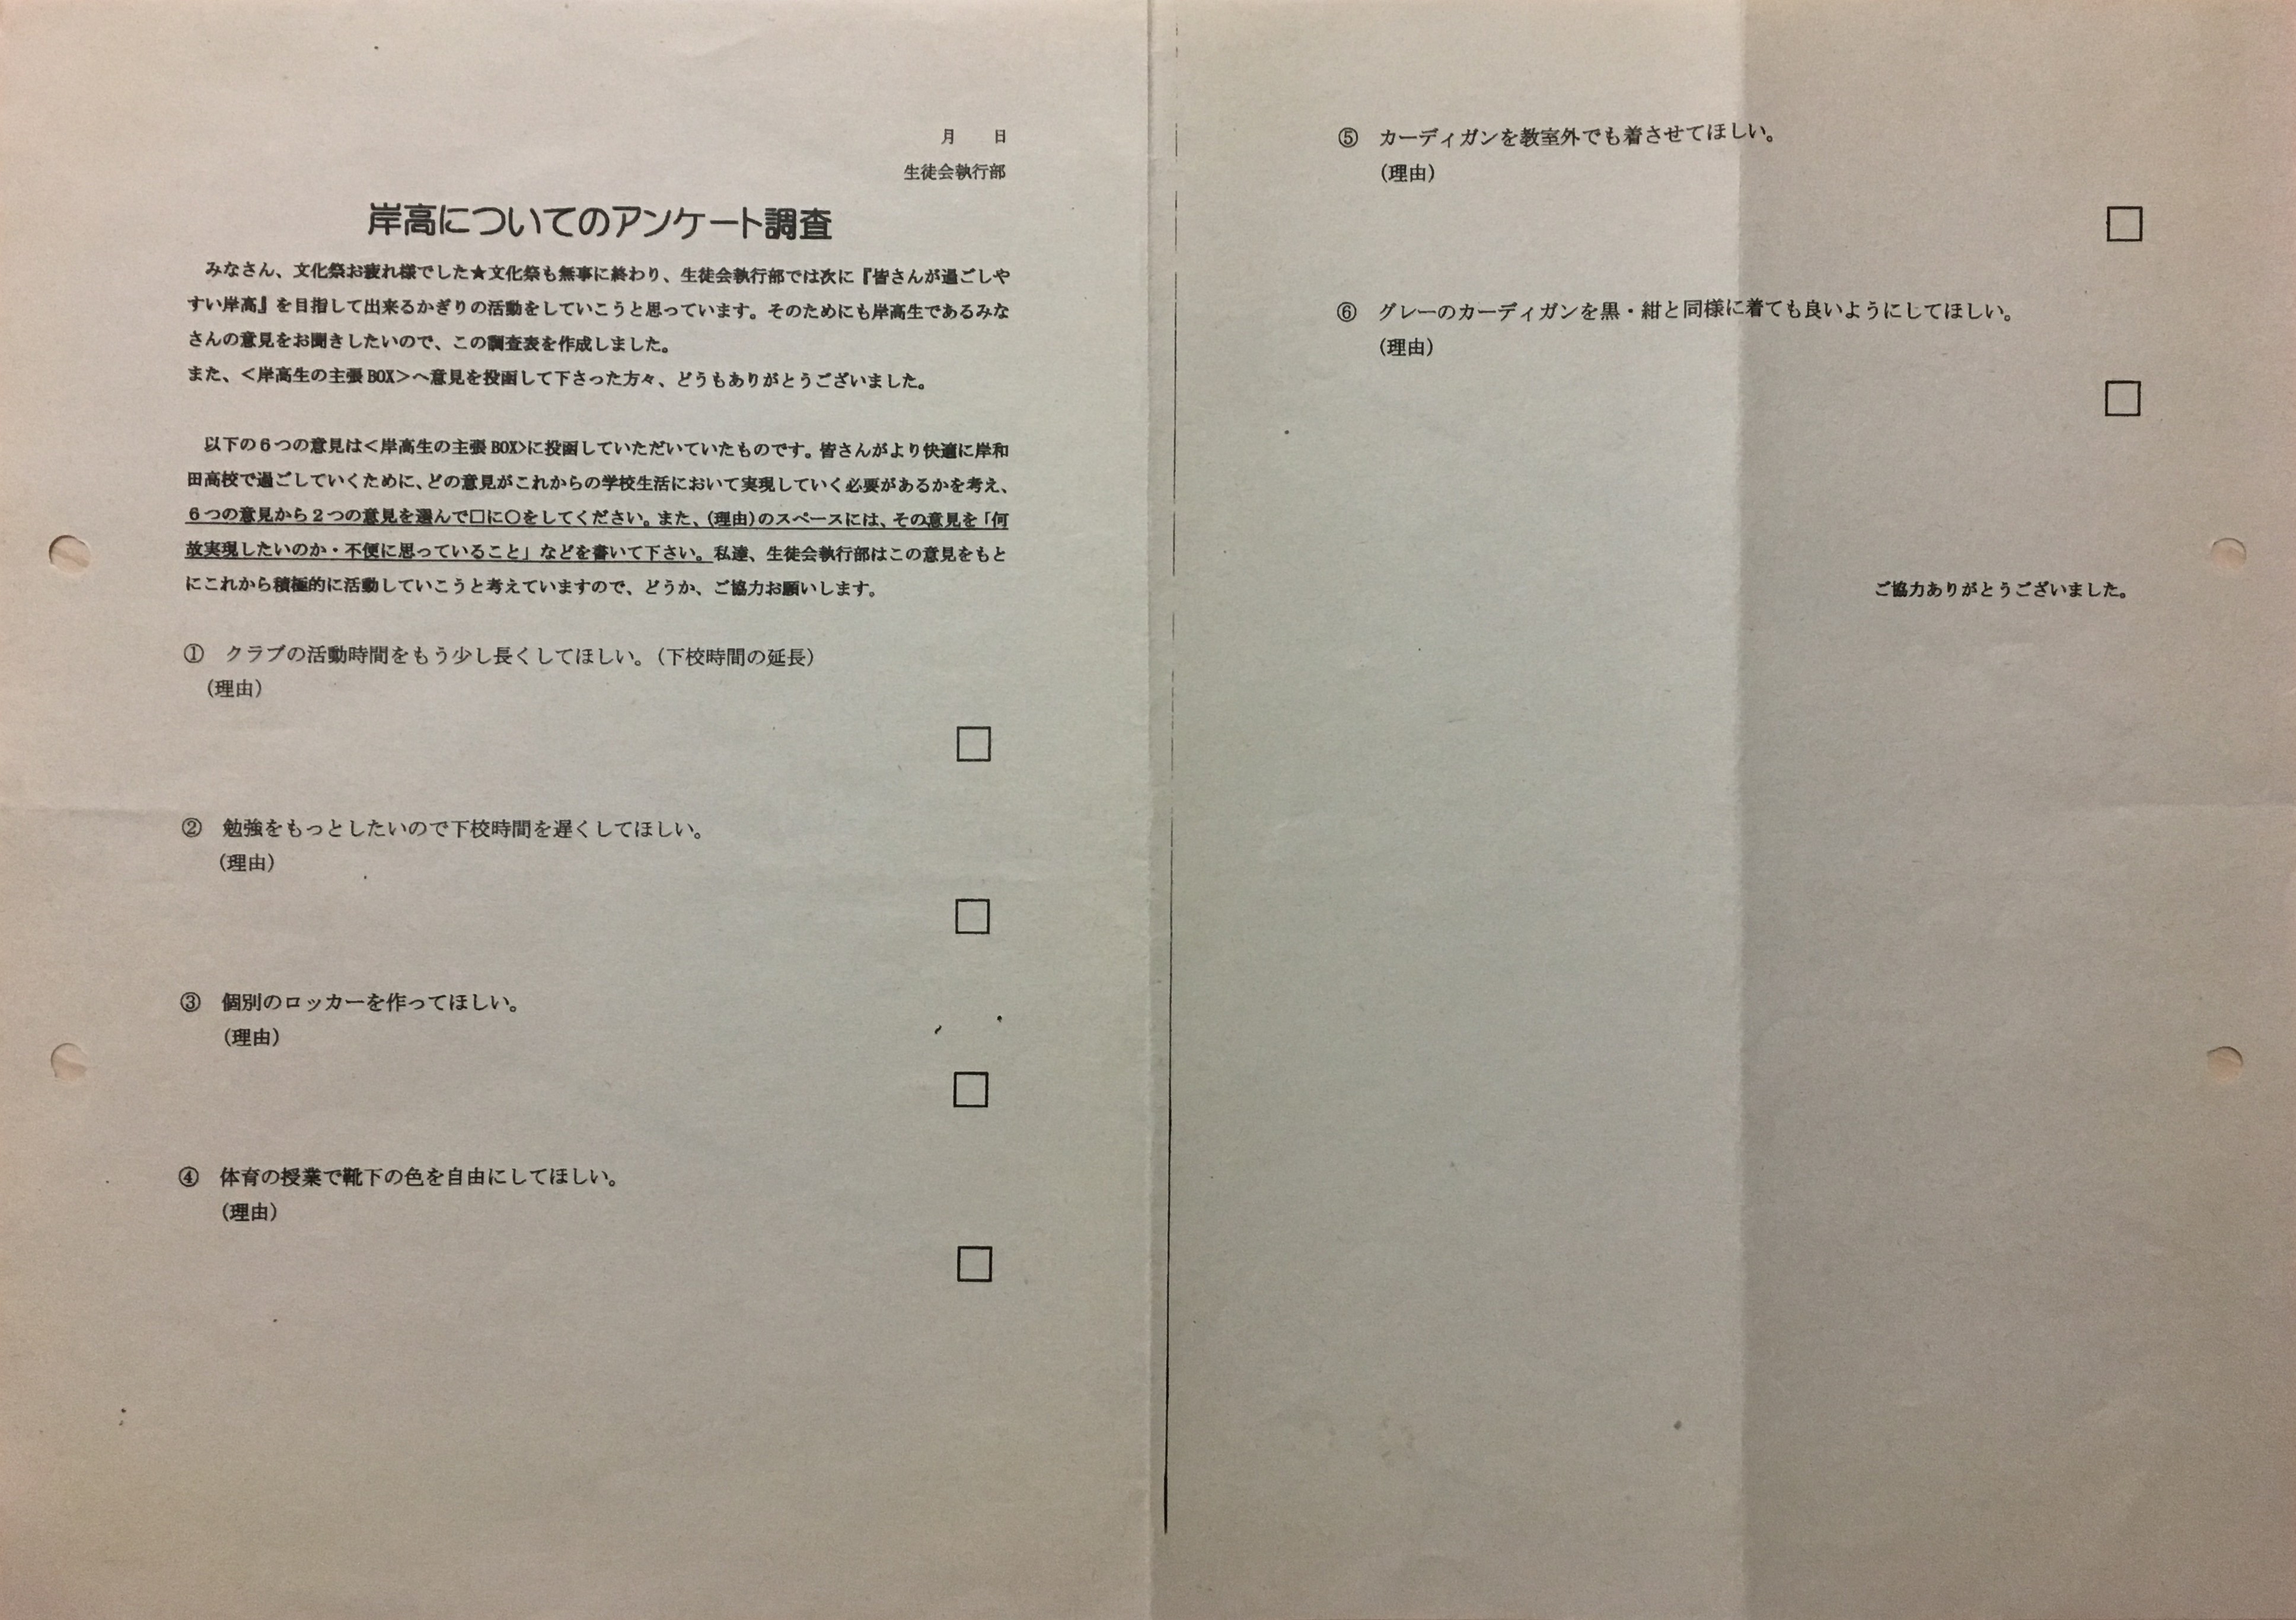 月　　日
生徒会執行部
岸高についてのアンケート調査
みなさん、文化祭お疲れ様でした★文化祭も無事に終わり、生徒会執行部では次に『皆さんが過ごしや
すい岸高』を目指して出来るかぎりの活動をしていこうと思っています。そのためにも岸高生であるみな
さんの意見をお聞きしたいので、この調査表を作成しました。
また、＜岸高生の主張BOX＞へ意見を投函して下さった方々、どうもありがとうございました。
以下の６つの意見は<岸高生の主張BOX>に投函していただいていたものです。皆さんがより快適に岸和
田高校で過ごしていくために、どの意見がこれからの学校生活において実現していく必要があるかを考え、
６つの意見から２つの意見を選んで□に○をしてください。また、(理由)のスペースには、その意見を「何
故実現したいのか・不便に思っていること」などを書いて下さい。私達、生徒会執行部はこの意見をもと
にこれから積極的に活動していこうと考えていますので、どうか、ご協力お願いします。
①　クラブの活動時間をもう少し長くしてほしい。（下校時間の延長）
(理由)
□
②　勉強をもっとしたいので下校時間を遅くしてほしい。
(理由)
□
③　個別のロッカーを作ってほしい。
(理由)
□
④　体育の授業で靴下の色を自由にしてほしい。
(理由)
□
⑤　カーディガンを教室外でも着させてほしい。
(理由)
□
⑥　グレーのカーディガンを黒・紺と同様に着ても良いようにしてほしい。
(理由)
□
ご協力ありがとうございました。